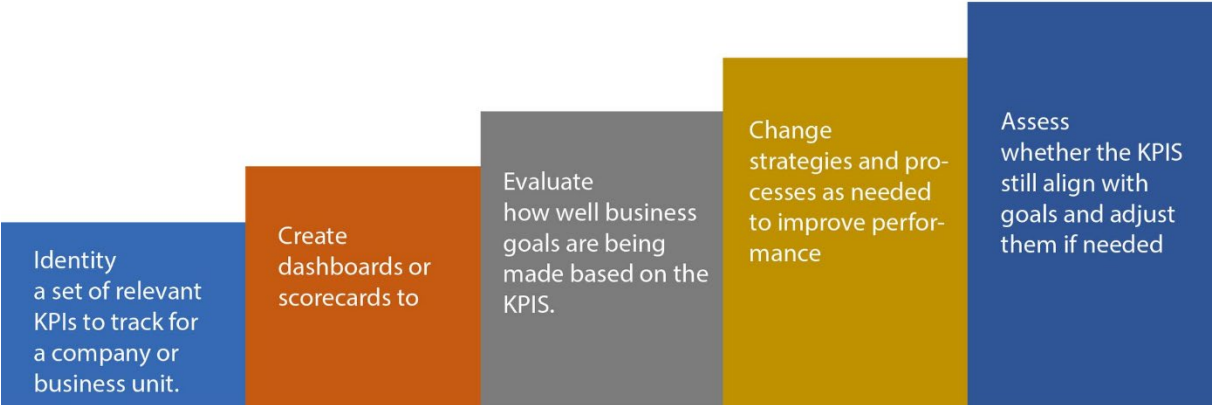 Identity
a set of relevant
KPIs to track for
a company or
business unit.
Create
dashboards or
scorecards to
Evaluate
how well business
goals are being
made based on the
KPIS.
Change
strategies and pro-
cesses as needed
to improve perfor-
mance
Assess
whether the KPIS
still align with
goals and adjust
them if needed